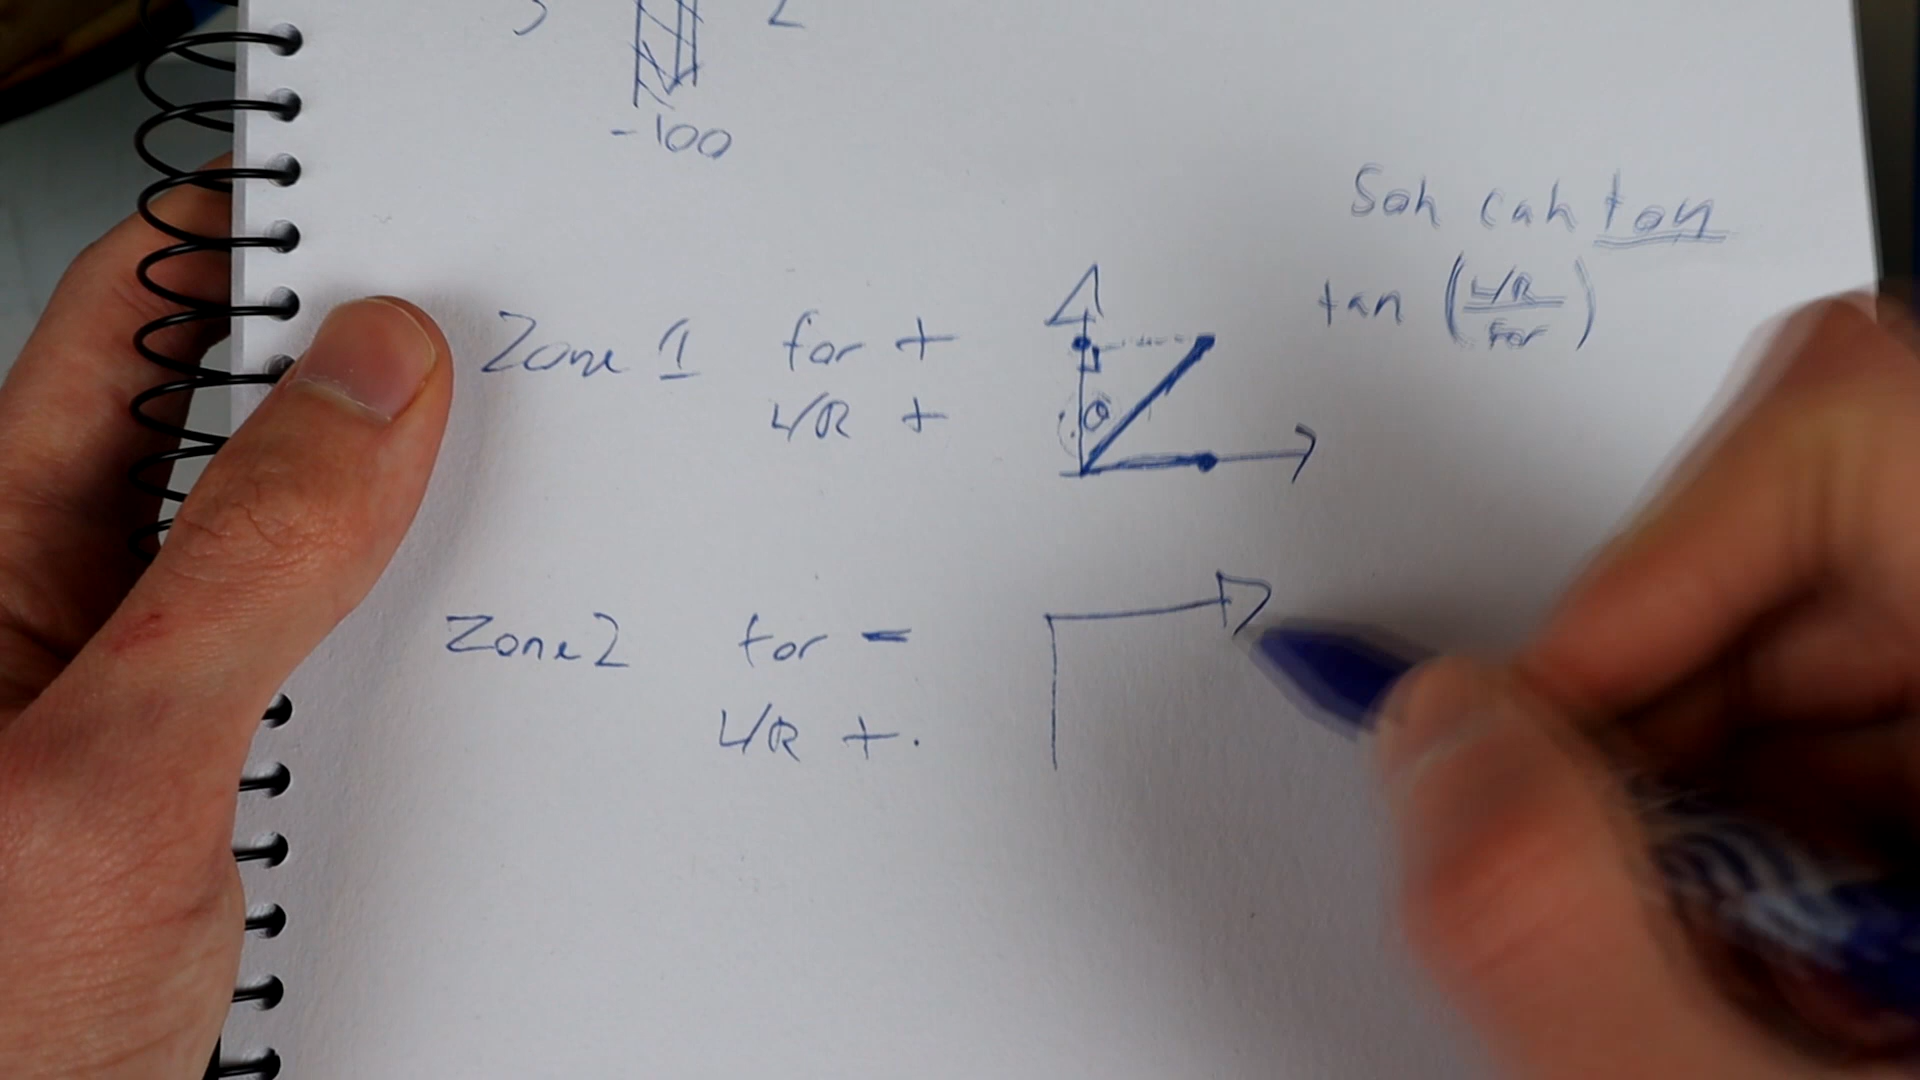 -100
Soh cah toa
tan (L/R / for)
Zone 1 for +
L/R +
θ
Zone 2 for -
L/R +.